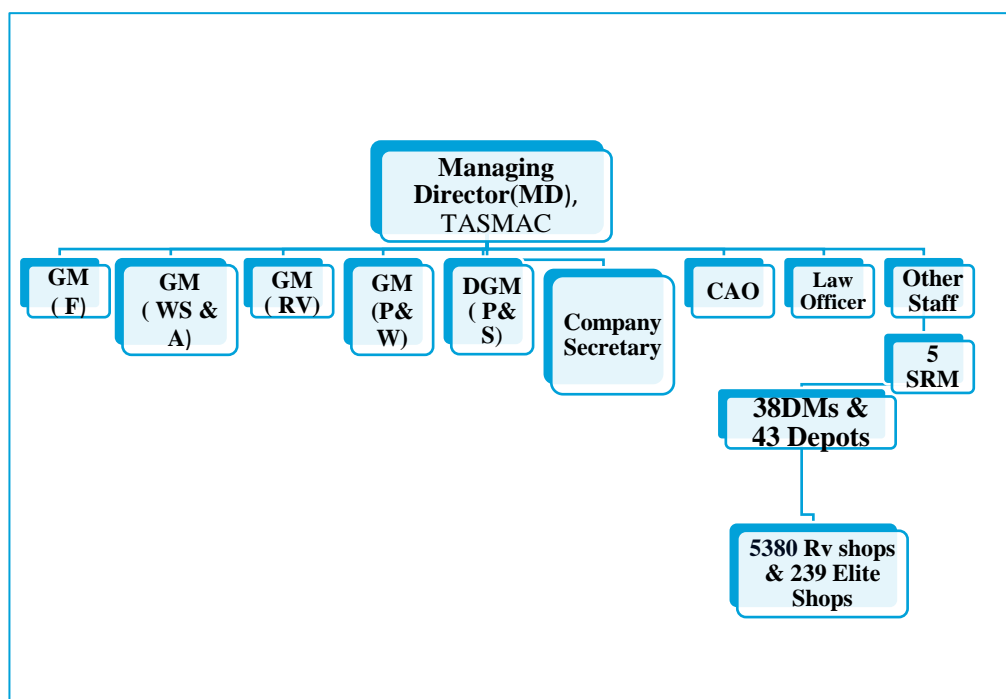 Managing
Director(MD),
TASMAC
GM
( F)
GM
( WS &
A)
GM
( RV)
GM
(P&
W)
DGM
( P&
S)
Company
Secretary
CAO
Law
Officer
Other
Staff
5
SRM
38DMs &
43 Depots
5380 Rv shops
& 239 Elite
Shops